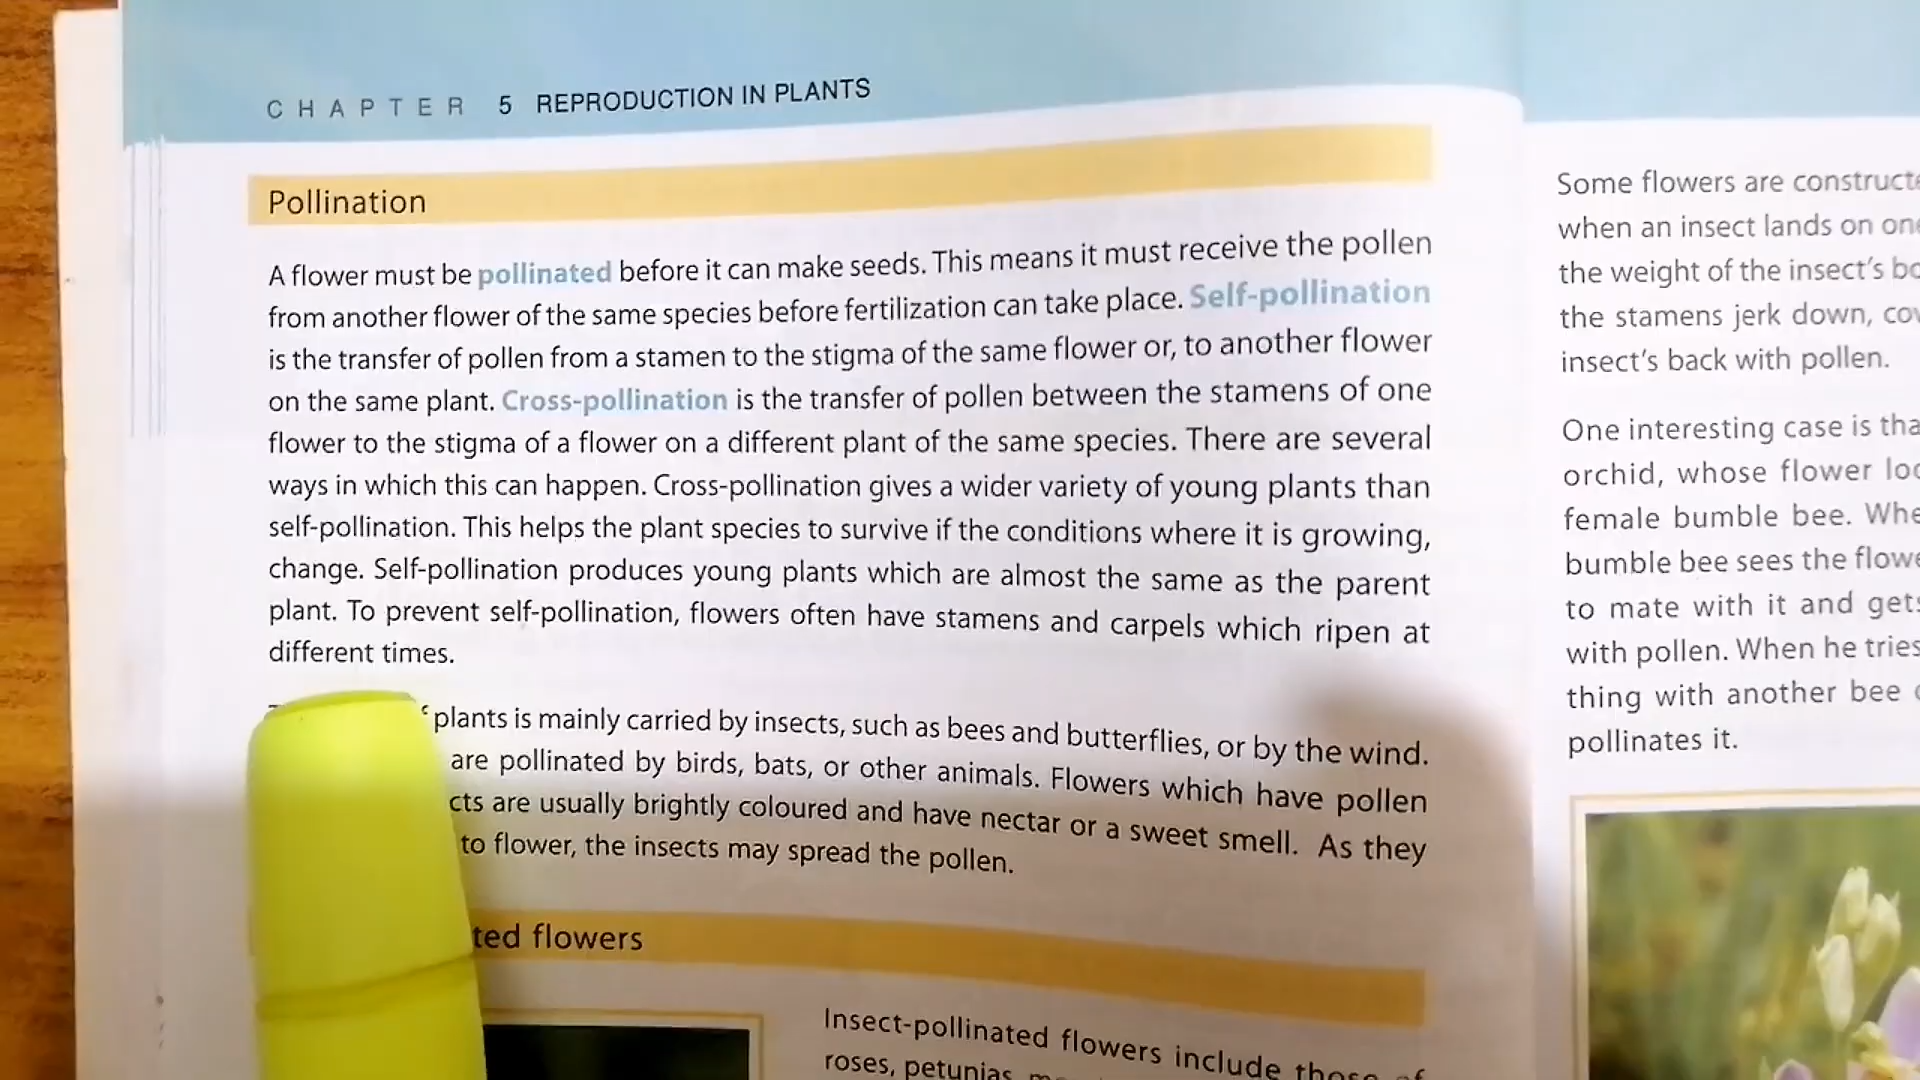 CHAPTER 5 REPRODUCTION IN PLANTS
Pollination
A flower must be pollinated before it can make seeds. This means it must receive the pollen
from another flower of the same species before fertilization can take place. Self-pollination
is the transfer of pollen from a stamen to the stigma of the same flower or, to another flower
on the same plant. Cross-pollination is the transfer of pollen between the stamens of one
flower to the stigma of a flower on a different plant of the same species. There are several
ways in which this can happen. Cross-pollination gives a wider variety of young plants than
self-pollination. This helps the plant species to survive if the conditions where it is growing,
change. Self-pollination produces young plants which are almost the same as the parent
plant. To prevent self-pollination, flowers often have stamens and carpels which ripen at
different times.
plants is mainly carried by insects, such as bees and butterflies, or by the wind.
are pollinated by birds, bats, or other animals. Flowers which have pollen
are usually brightly coloured and have nectar or a sweet smell. As they
to flower, the insects may spread the pollen.
flowers
Insect-pollinated flowers include those of
roses, petunias,
Some flowers are
when an insect lands on
the weight of the insect's
the stamens jerk down,
insect's back with pollen.
One interesting case is
orchid, whose flower
female bumble bee.
bumble bee sees the
to mate with it and
with pollen. When he tries
thing with another bee
pollinates it.